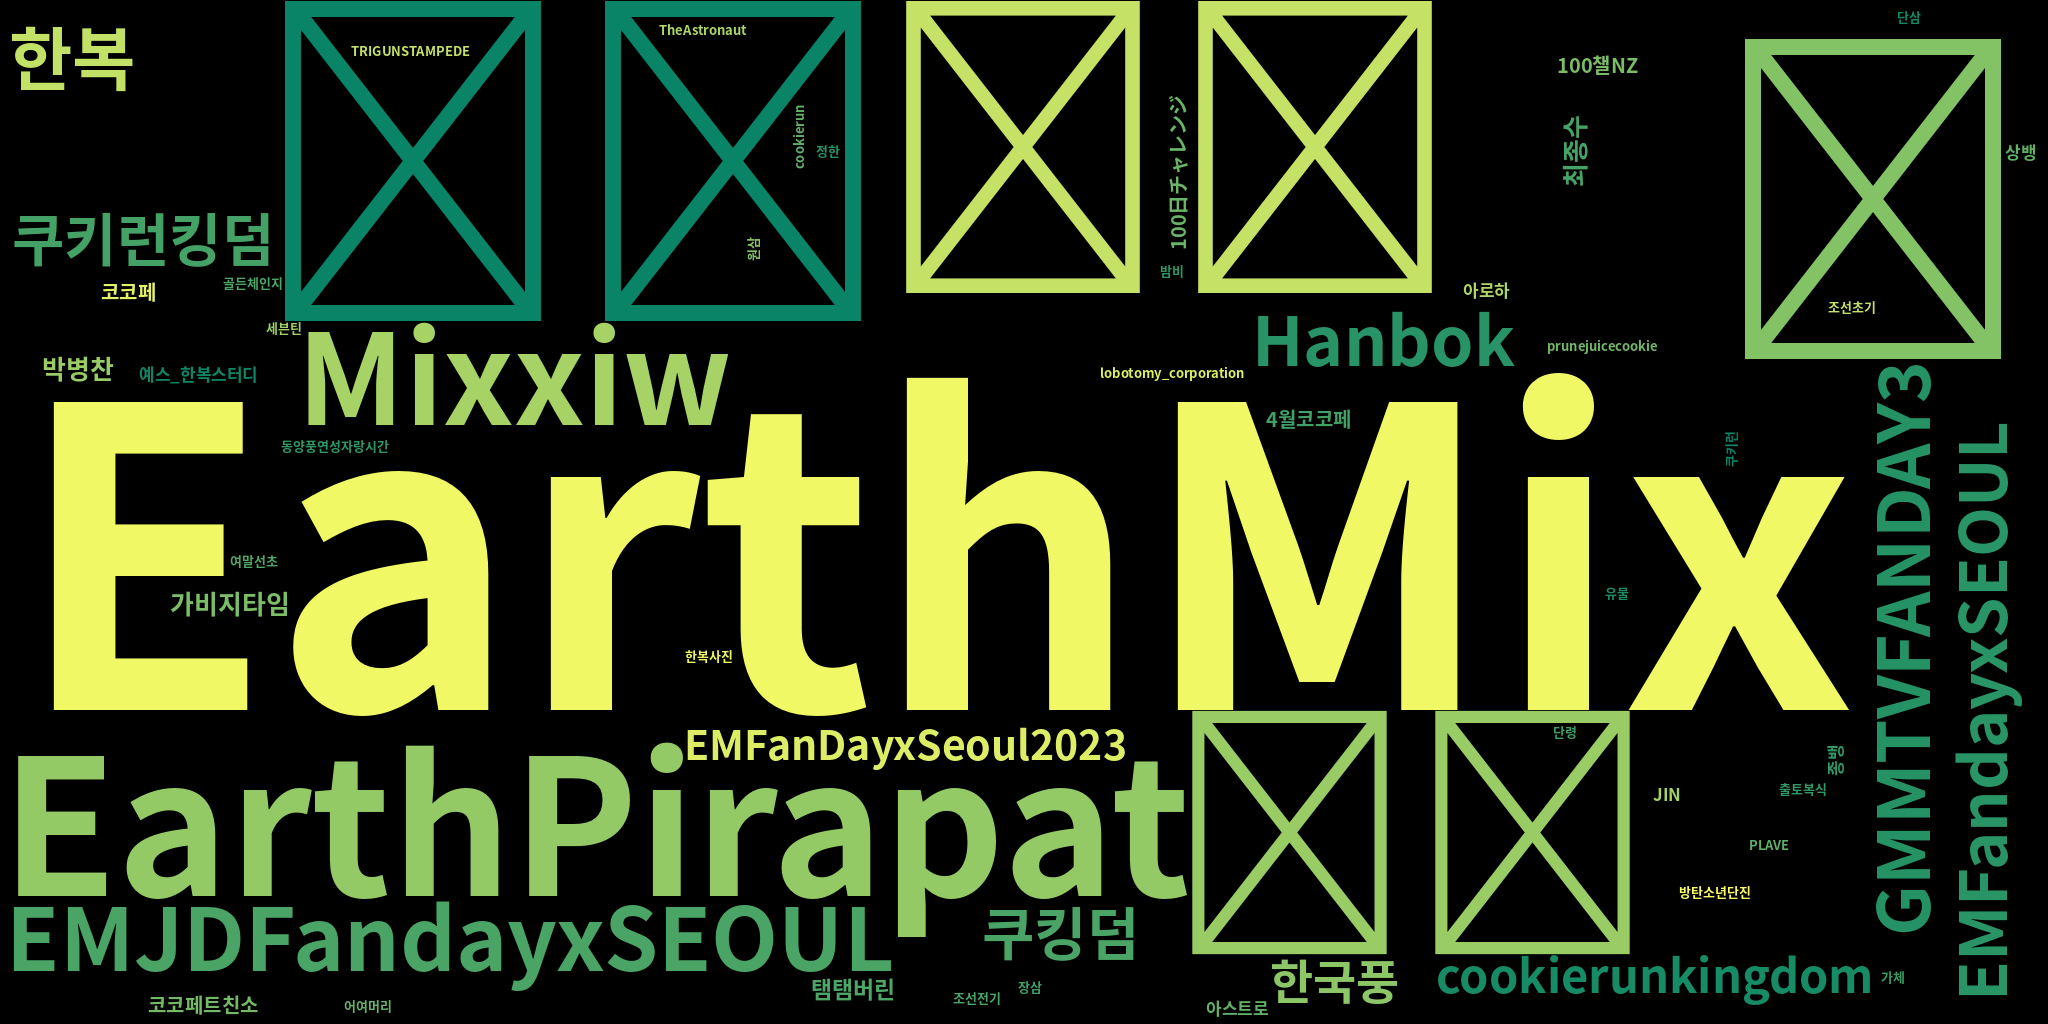 한복
TRIGUNSTAMPEDE
TheAstronaut
단삼
100챌NZ
cookierun
정한
100日チャレンジ
최종수
상뱅
쿠키런킹덤
원삼
밤비
코코페
골든체인지
아로하
조선초기
세븐틴
Mixxiw
Hanbok
prunejuicecookie
박병찬
예스_한복스터디
lobotomy_corporation
4월코코페
동양풍연성자랑시간
쿠키런
EarthMix
GMMTVFANDAY3
EMFandayxSEOUL
여말선초
가비지타임
유물
한복사진
EMFanDayxSeoul2023
단령
종뱅
EarthPirapat
JIN
출토복식
PLAVE
방탄소년단진
EMJDFandayxSEOUL
쿠킹덤
한국풍
cookierunkingdom
가체
탬탬버린
조선전기
장삼
코코페트친소
어여머리
아스트로